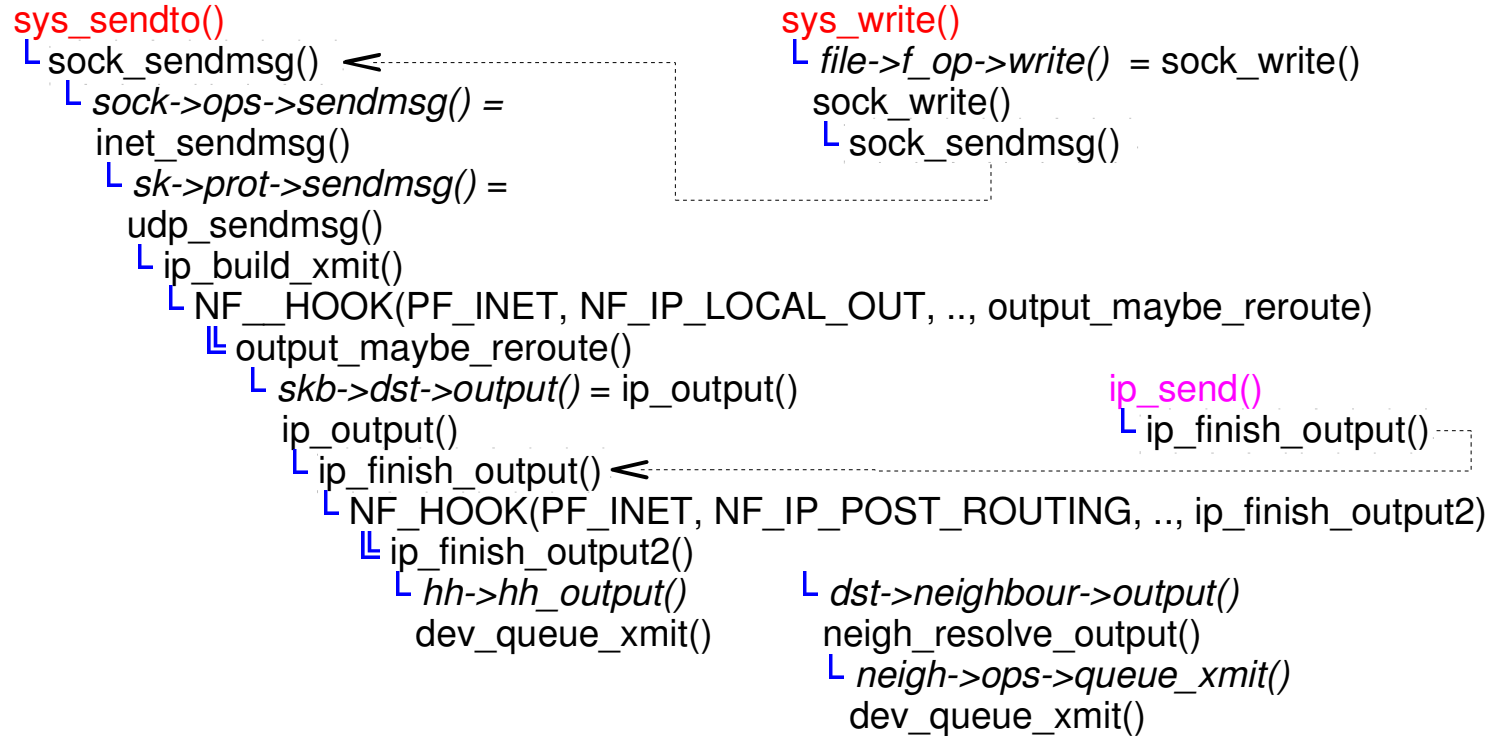 sys_sendto()
sock_sendmsg()
sock->ops->sendmsg() =
inet_sendmsg()
sk->prot->sendmsg() =
udp_sendmsg()
ip_build_xmit()
NF__HOOK(PF_INET, NF_IP_LOCAL_OUT, .., output_maybe_reroute)
output_maybe_reroute()
skb->dst->output() = ip_output()
ip_output()
ip_finish_output()
NF_HOOK(PF_INET, NF_IP_POST_ROUTING, .., ip_finish_output2)
ip_finish_output2()
hh->hh_output()
dev_queue_xmit()
sys_write()
file->f_op->write() = sock_write()
sock_write()
sock_sendmsg()
ip_send()
ip_finish_output()
dst->neighbour->output()
neigh_resolve_output()
neigh->ops->queue_xmit()
dev_queue_xmit()